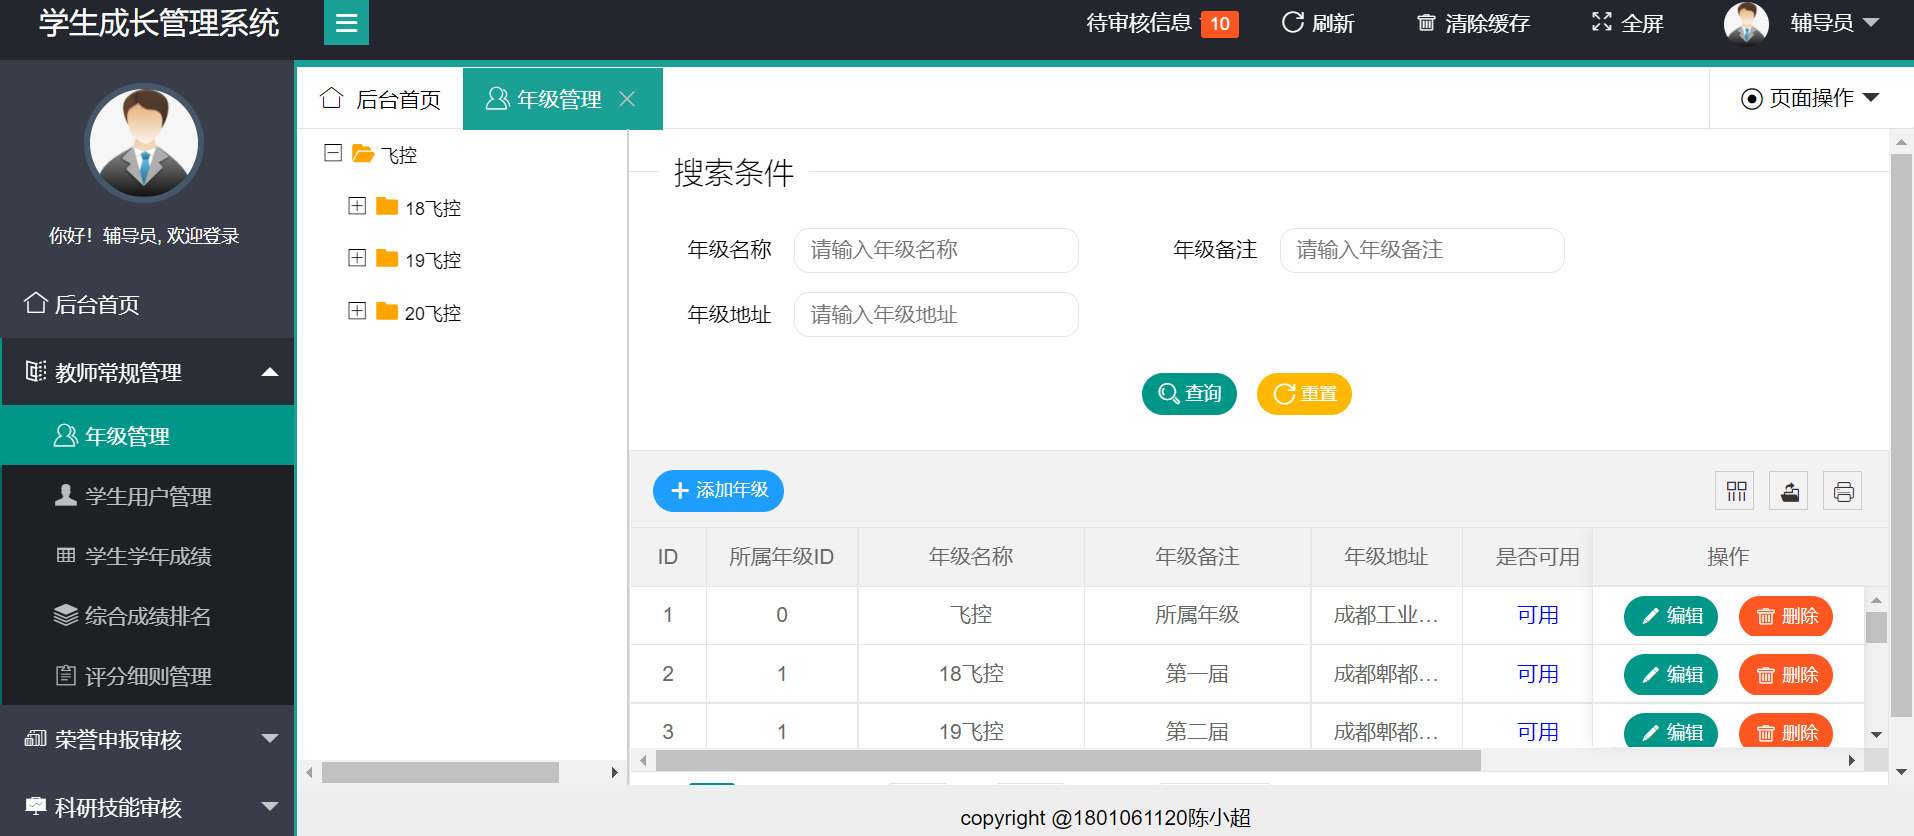 学生成长管理系统
待审核信息 10 刷新 清除缓存 全屏 辅导员
后台首页 年级管理 页面操作
你好！辅导员, 欢迎登录
后台首页
教师常规管理
年级管理
学生用户管理
学生学年成绩
综合成绩排名
评分细则管理
荣誉申报审核
科研技能审核
飞控
18飞控
19飞控
20飞控
搜索条件
年级名称 请输入年级名称 年级备注 请输入年级备注
年级地址 请输入年级地址
查询 重置
添加年级
ID 所属年级ID 年级名称 年级备注 年级地址 是否可用 操作
1 0 飞控 所属年级 成都工业... 可用 编辑 删除
2 1 18飞控 第一届 成都郫都... 可用 编辑 删除
3 1 19飞控 第二届 成都郫都... 可用 编辑 删除
copyright @1801061120陈小超